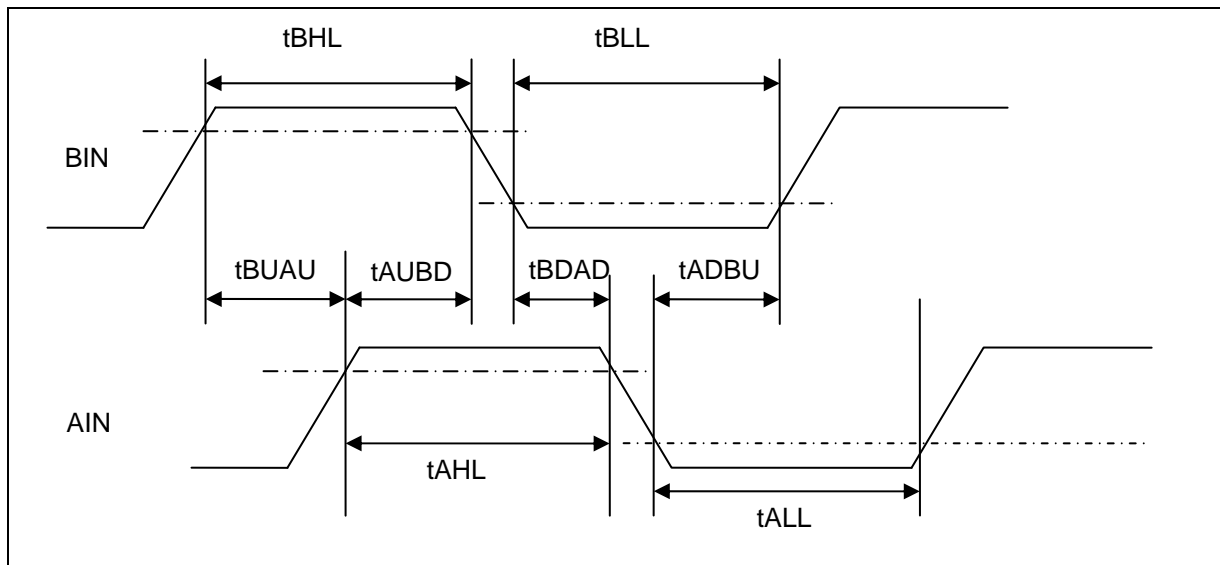 tBHL
tBLL
BIN
tBUAU
tAUBD
tBDAD
tADBU
AIN
tAHL
tALL